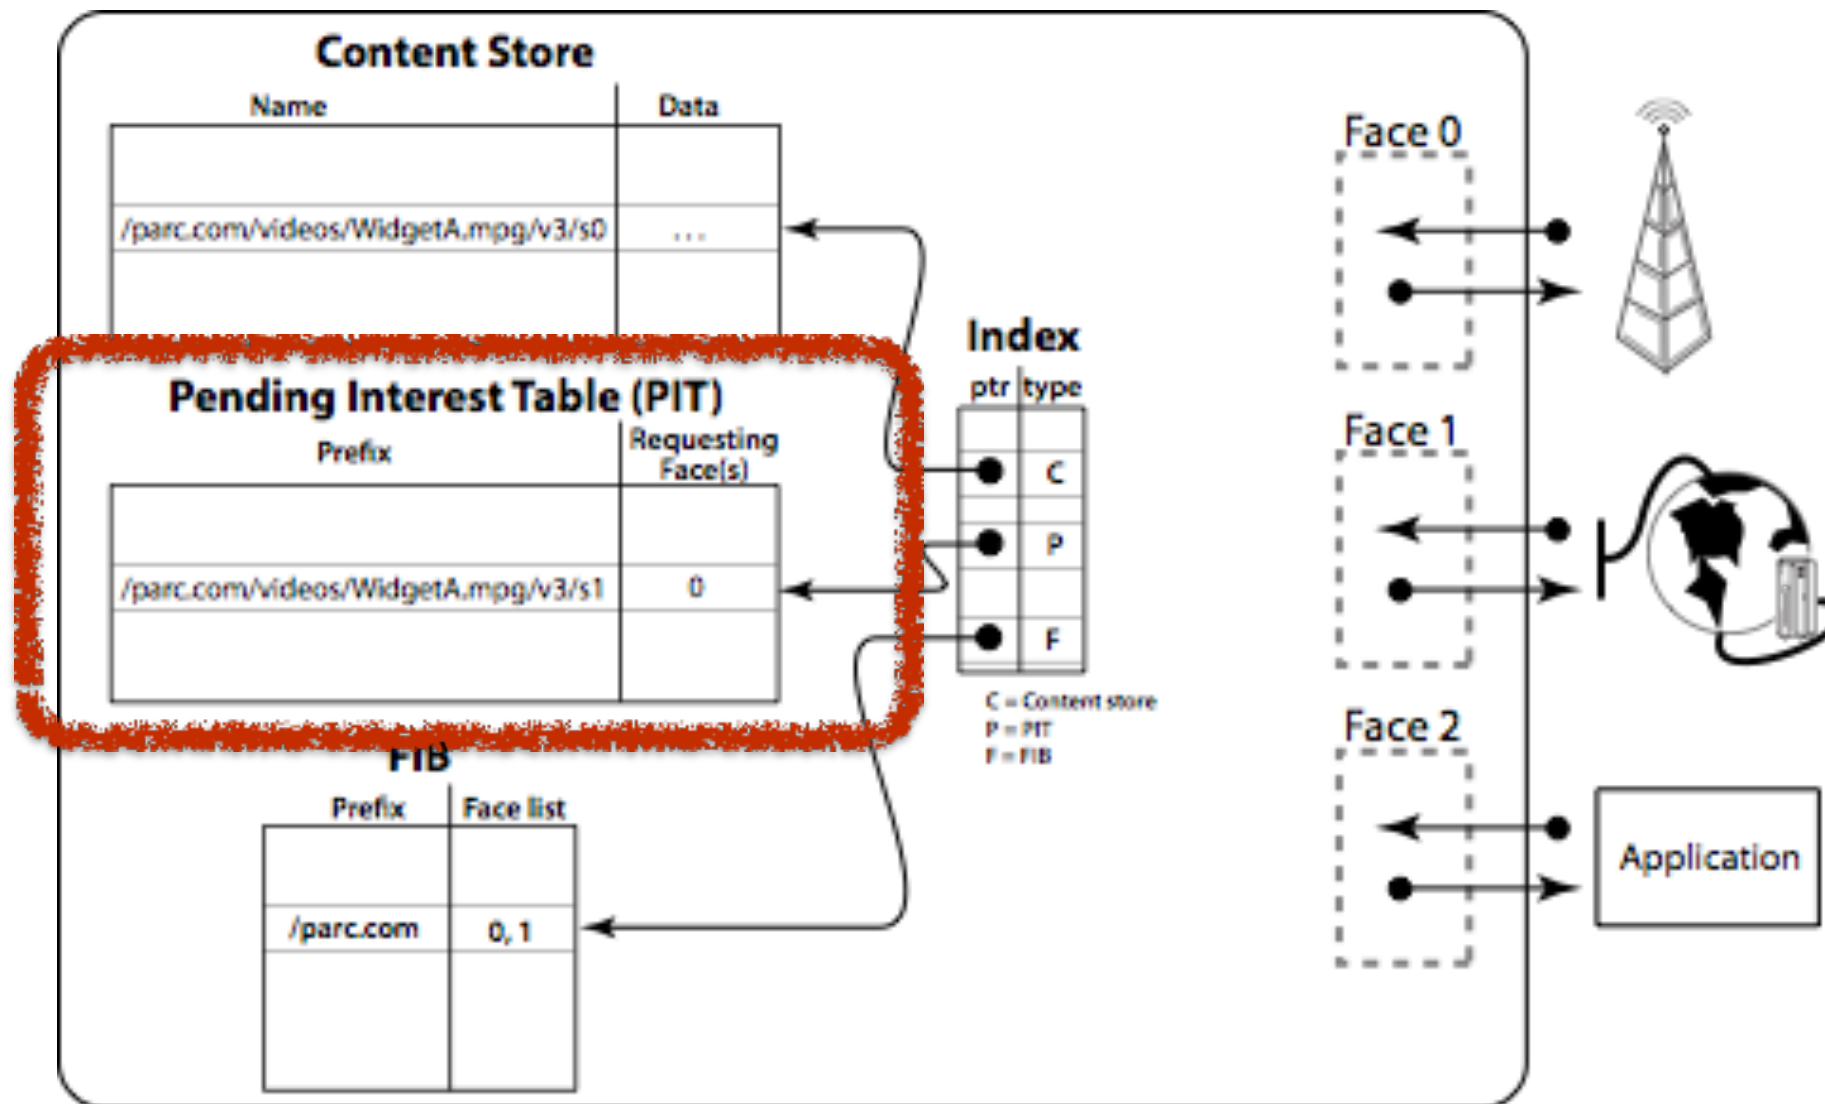 Content Store
Name Data
/parc.com/videos/WidgetA.mpg/v3/s0 ...
Pending Interest Table (PIT)
Prefix Requesting Face(s)
/parc.com/videos/WidgetA.mpg/v3/s1 0
FIB
Prefix Face list
/parc.com 0, 1
Index
ptr type
C
P
F
C = Content store
P = PIT
F = FIB
Face 0
Face 1
Face 2
Application